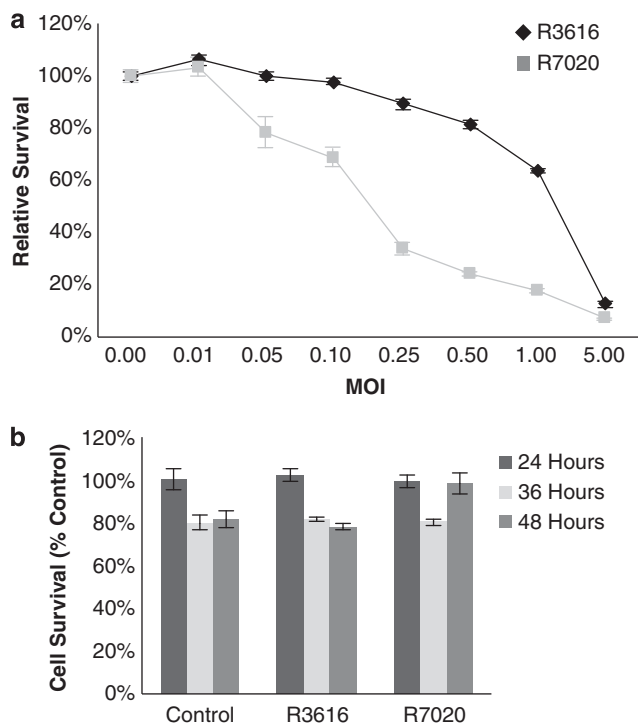 a
120%
100%
80%
60%
40%
20%
0%
Relative Survival
R3616
R7020
0.00 0.01 0.05 0.10 0.25 0.50 1.00 5.00
MOI
b
120%
100%
80%
60%
40%
20%
0%
Cell Survival (% Control)
24 Hours
36 Hours
48 Hours
Control R3616 R7020